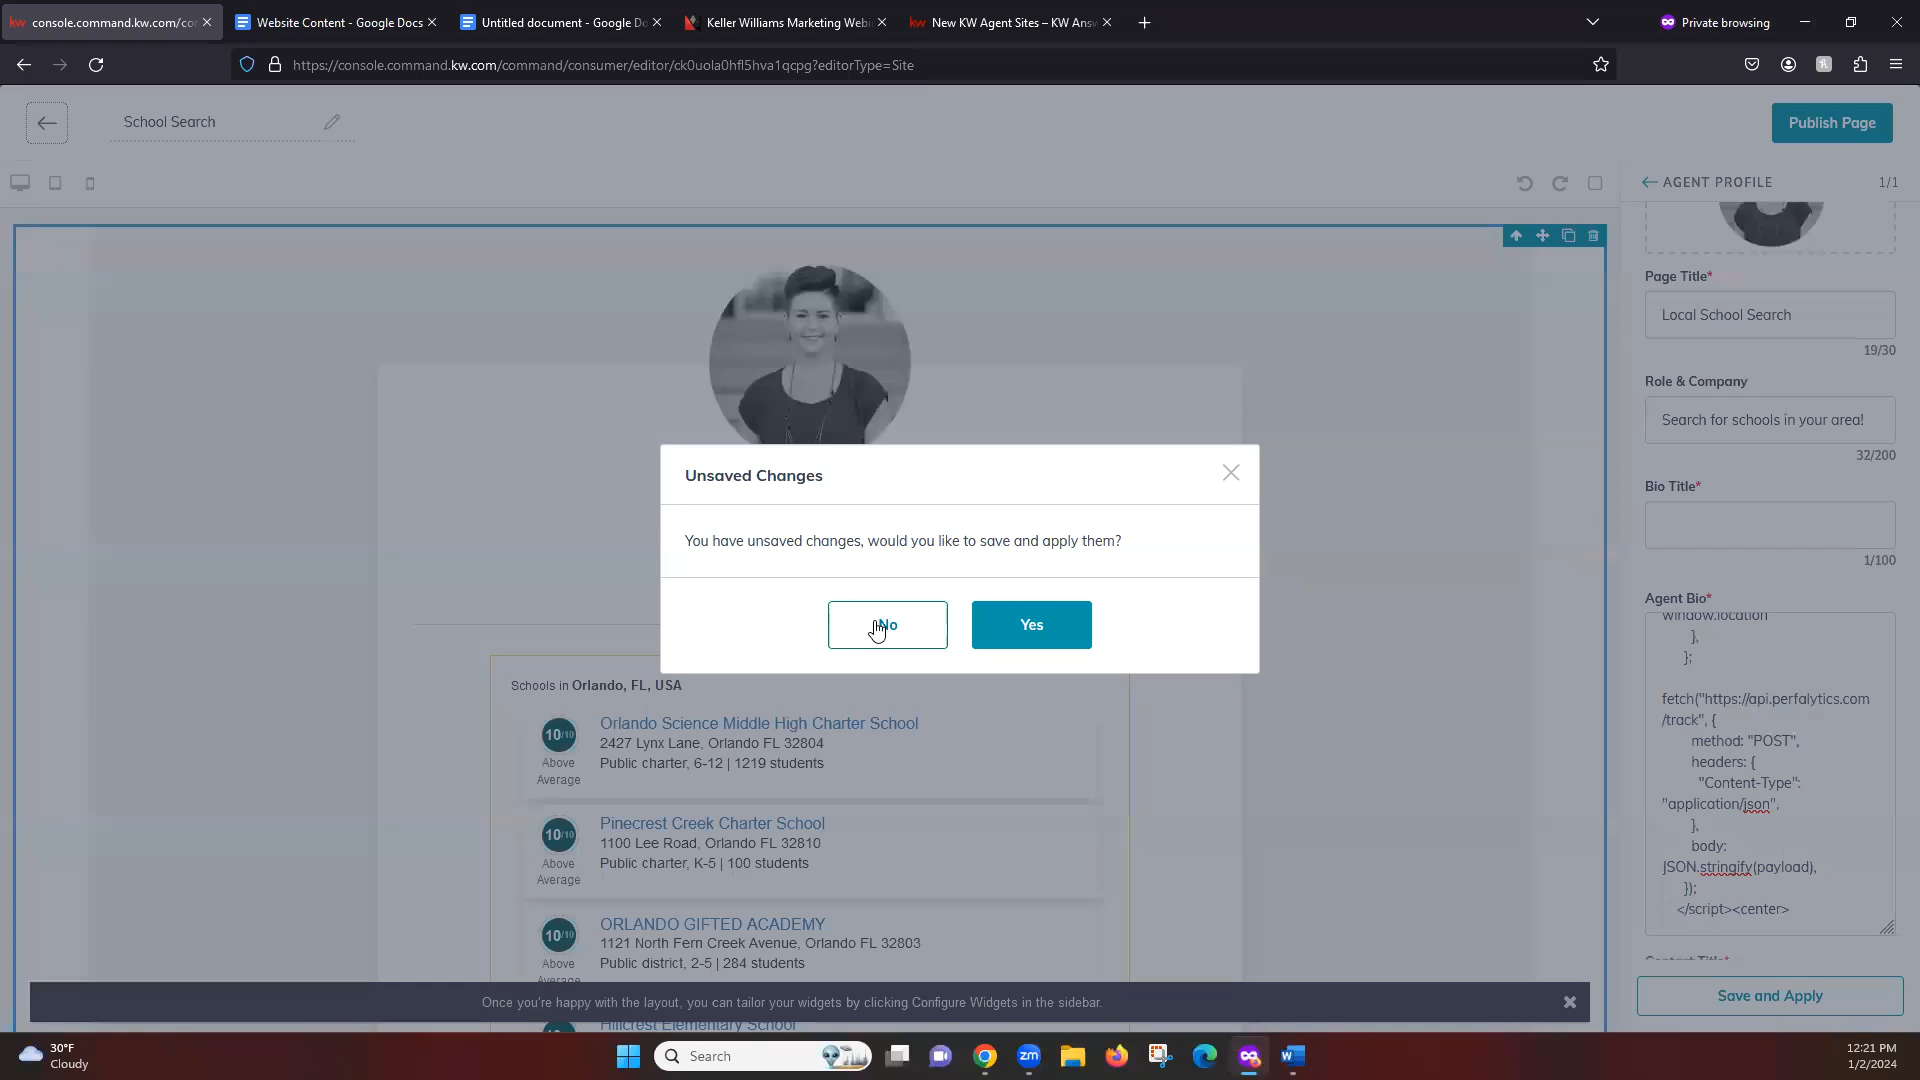 console.command.kw.com/co
Website Content - Google Docs
Untitled document - Google Do
Keller Williams Marketing Webi
New KW Agent Sites – KW Answ
Private browsing
https://console.command.kw.com/command/consumer/editor/ck0uola0hfl5hva1qcpg?editorType=Site
School Search
Publish Page
AGENT PROFILE
1/1
Page Title*
Local School Search
19/30
Role & Company
Search for schools in your area!
32/200
Bio Title*
1/100
Agent Bio*
window.location
},
};
fetch("https://api.perfalytics.com
/track", {
method: "POST",
headers: {
"Content-Type":
"application/json",
},
body:
JSON.stringify(payload),
});
</script><center>
Contact Title*
Save and Apply
Unsaved Changes
You have unsaved changes, would you like to save and apply them?
No
Yes
Schools in Orlando, FL, USA
10/10
Above
Average
Orlando Science Middle High Charter School
2427 Lynx Lane, Orlando FL 32804
Public charter, 6-12 | 1219 students
10/10
Above
Average
Pinecrest Creek Charter School
1100 Lee Road, Orlando FL 32810
Public charter, K-5 | 100 students
10/10
Above
Average
ORLANDO GIFTED ACADEMY
1121 North Fern Creek Avenue, Orlando FL 32803
Public district, 2-5 | 284 students
Once you're happy with the layout, you can tailor your widgets by clicking Configure Widgets in the sidebar.
Hillcrest Elementary School
30°F
Cloudy
Search
zm
12:21 PM
1/2/2024